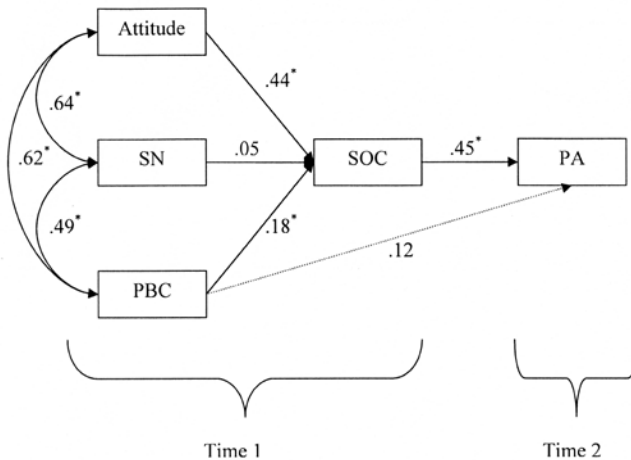 Attitude
.44*
.64*
.62*
SN
.05
SOC
.45*
PA
.49*
.18*
.12
PBC
Time 1
Time 2